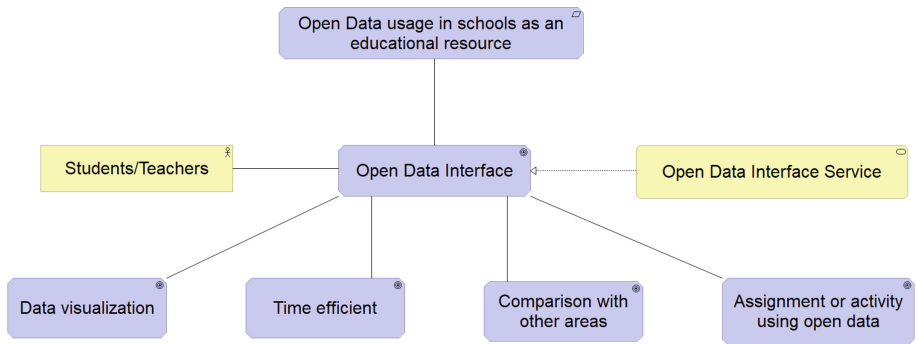 Open Data usage in schools as an
educational resource
Students/Teachers
Open Data Interface
Open Data Interface Service
Data visualization
Time efficient
Comparison with
other areas
Assignment or activity
using open data